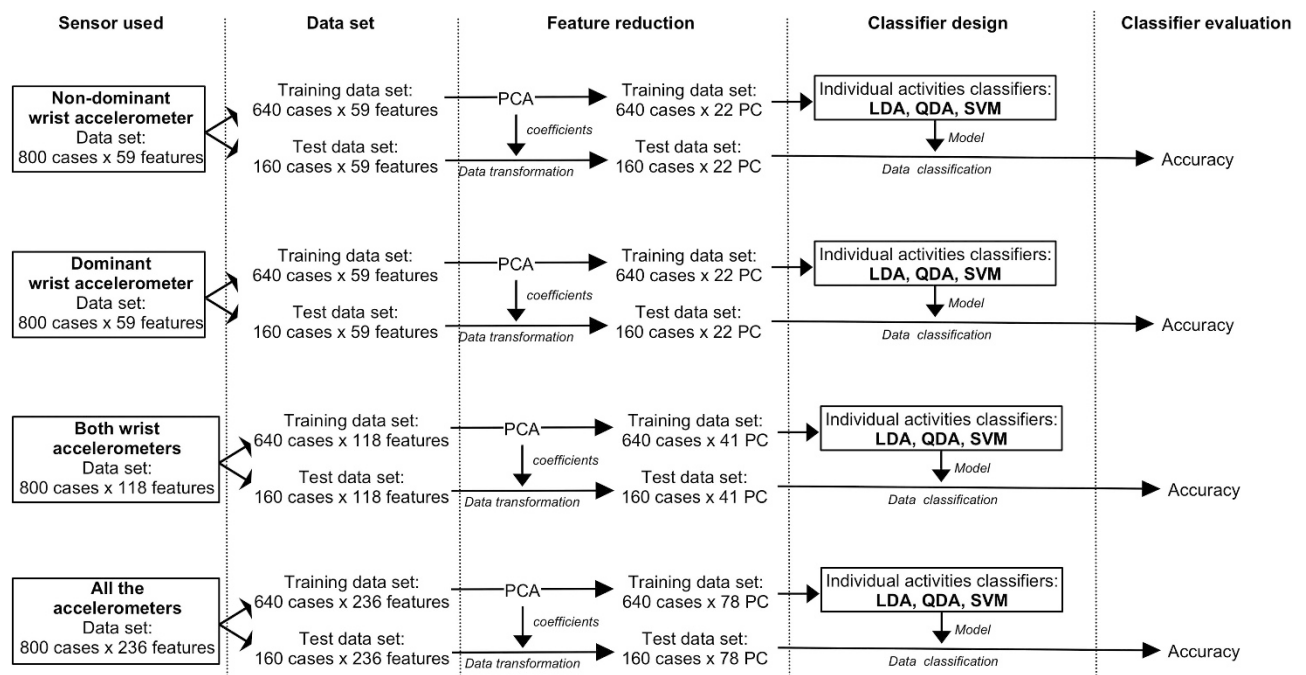 Sensor used
Data set
Feature reduction
Classifier design
Classifier evaluation
Non-dominant
wrist accelerometer
Data set:
800 cases x 59 features
Training data set:
640 cases x 59 features
PCA
Training data set:
640 cases x 22 PC
Individual activities classifiers:
LDA, QDA, SVM
coefficients
Model
Test data set:
160 cases x 59 features
Data transformation
Test data set:
160 cases x 22 PC
Data classification
Accuracy
Dominant
wrist accelerometer
Data set:
800 cases x 59 features
Training data set:
640 cases x 59 features
PCA
Training data set:
640 cases x 22 PC
Individual activities classifiers:
LDA, QDA, SVM
coefficients
Model
Test data set:
160 cases x 59 features
Data transformation
Test data set:
160 cases x 22 PC
Data classification
Accuracy
Both wrist
accelerometers
Data set:
800 cases x 118 features
Training data set:
640 cases x 118 features
PCA
Training data set:
640 cases x 41 PC
Individual activities classifiers:
LDA, QDA, SVM
coefficients
Model
Test data set:
160 cases x 118 features
Data transformation
Test data set:
160 cases x 41 PC
Data classification
Accuracy
All the
accelerometers
Data set:
800 cases x 236 features
Training data set:
640 cases x 236 features
PCA
Training data set:
640 cases x 78 PC
Individual activities classifiers:
LDA, QDA, SVM
coefficients
Model
Test data set:
160 cases x 236 features
Data transformation
Test data set:
160 cases x 78 PC
Data classification
Accuracy